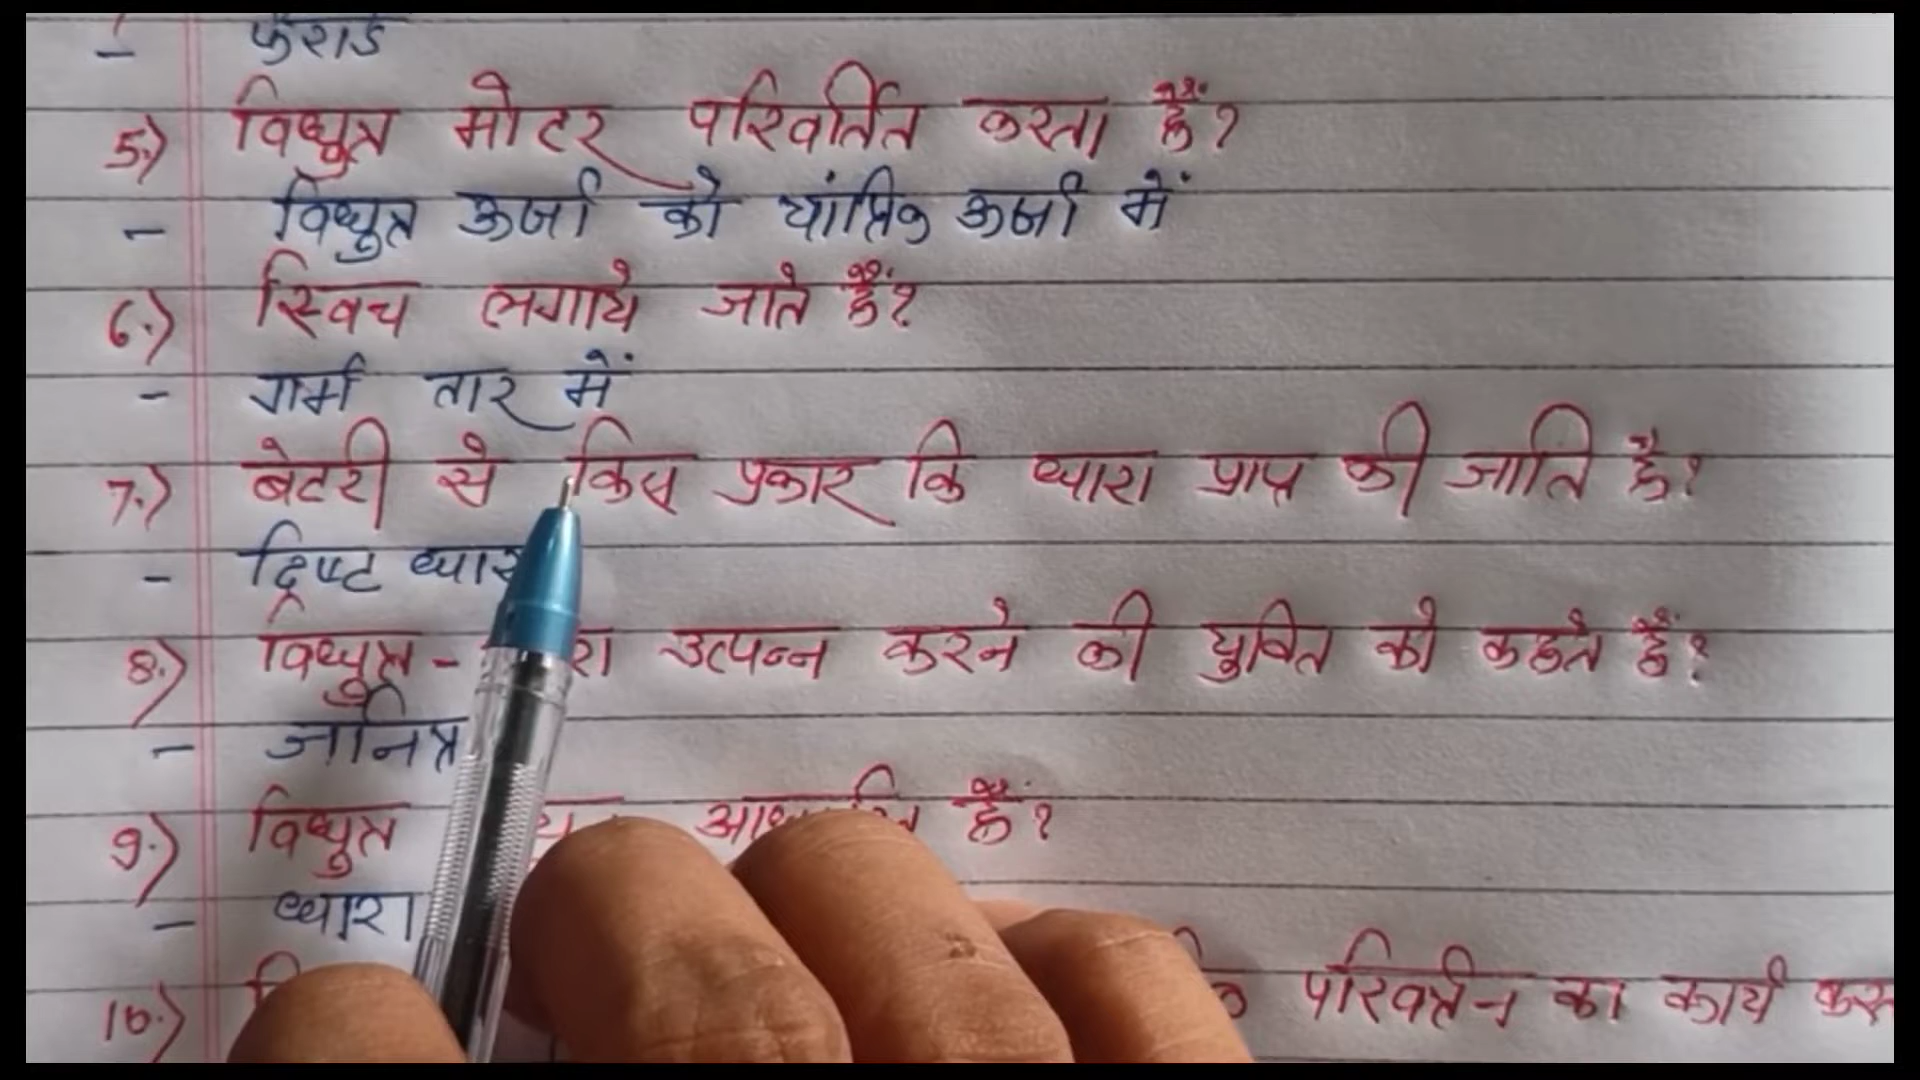 - फैराडे
5.) विध्युत मोटर परिवर्तित करता हैं?
- विध्युत ऊर्जा को यांत्रिक ऊर्जा में
6.) स्विच लगाये जाते हैं?
- गर्म तार में
7.) बेटरी से किस प्रकार कि ध्यारा प्राप्त की जाति है?
- दिष्ट ध्यारा
8.) विध्युत - उत्पन्न करने की युक्ति को कहते हैं?
- जनित्र
9.) विध्युत हैं?
- ध्यारा
10.) परिवर्तन का कार्य